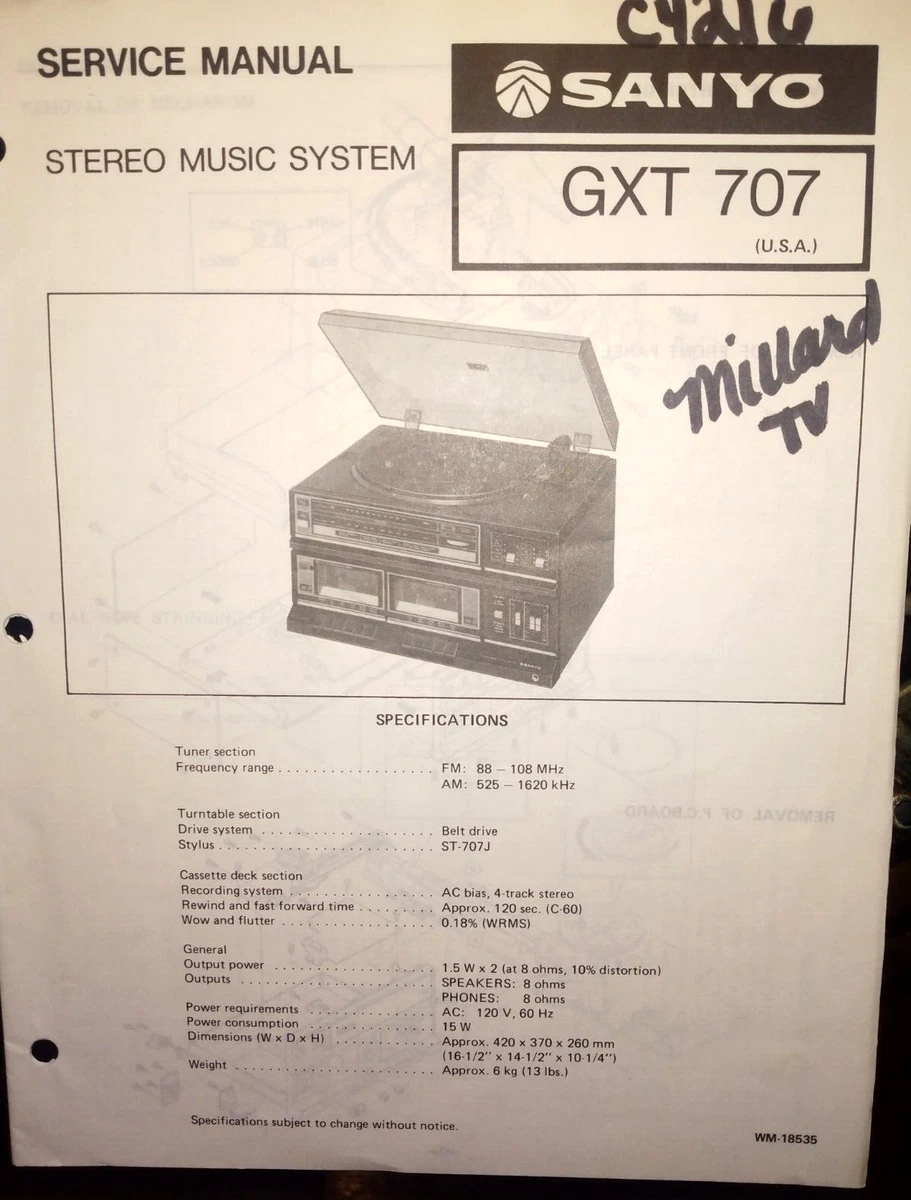 C4216
SERVICE MANUAL
SANYO
STEREO MUSIC SYSTEM
GXT 707
(U.S.A.)
Millard
TV
SANYO
SPECIFICATIONS
Tuner section
Frequency range . . . . . . . . . . . . . . . . . . FM: 88 – 108 MHz
AM: 525 – 1620 kHz
Turntable section
Drive system . . . . . . . . . . . . . . . . . . . . Belt drive
Stylus . . . . . . . . . . . . . . . . . . . . . . . . . ST-707J
Cassette deck section
Recording system . . . . . . . . . . . . . . . . . AC bias, 4-track stereo
Rewind and fast forward time . . . . . . . . . Approx. 120 sec. (C-60)
Wow and flutter . . . . . . . . . . . . . . . . . . 0.18% (WRMS)
General
Output power . . . . . . . . . . . . . . . . . . . 1.5 W x 2 (at 8 ohms, 10% distortion)
Outputs . . . . . . . . . . . . . . . . . . . . . . . SPEAKERS: 8 ohms
PHONES: 8 ohms
Power requirements . . . . . . . . . . . . . . . AC: 120 V, 60 Hz
Power consumption . . . . . . . . . . . . . . . 15 W
Dimensions (W x D x H) . . . . . . . . . . . . Approx. 420 x 370 x 260 mm
(16-1/2″ x 14-1/2″ x 10-1/4″)
Weight . . . . . . . . . . . . . . . . . . . . . . . . Approx. 6 kg (13 lbs.)
Specifications subject to change without notice.
WM-18535
REMOVAL OF P.C.BOARD